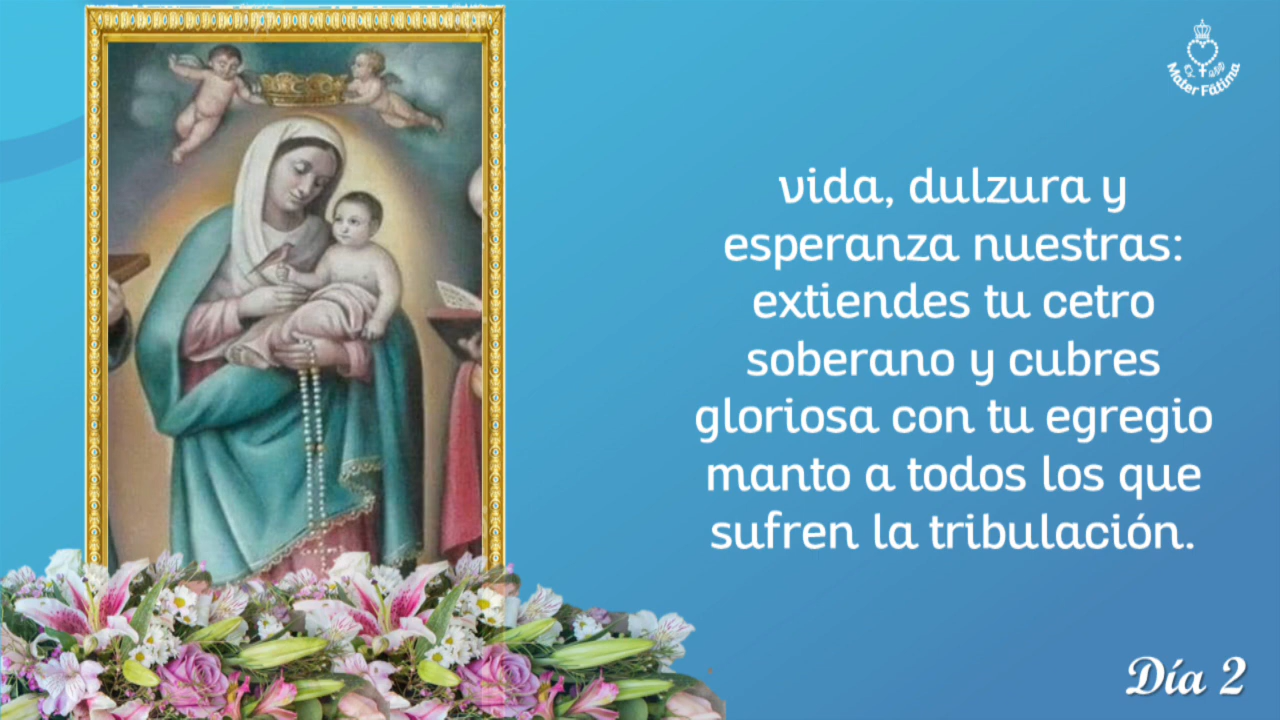 Mater Fátima
vida, dulzura y
esperanza nuestras:
extiendes tu cetro
soberano y cubres
gloriosa con tu egregio
manto a todos los que
sufren la tribulación.
Día 2